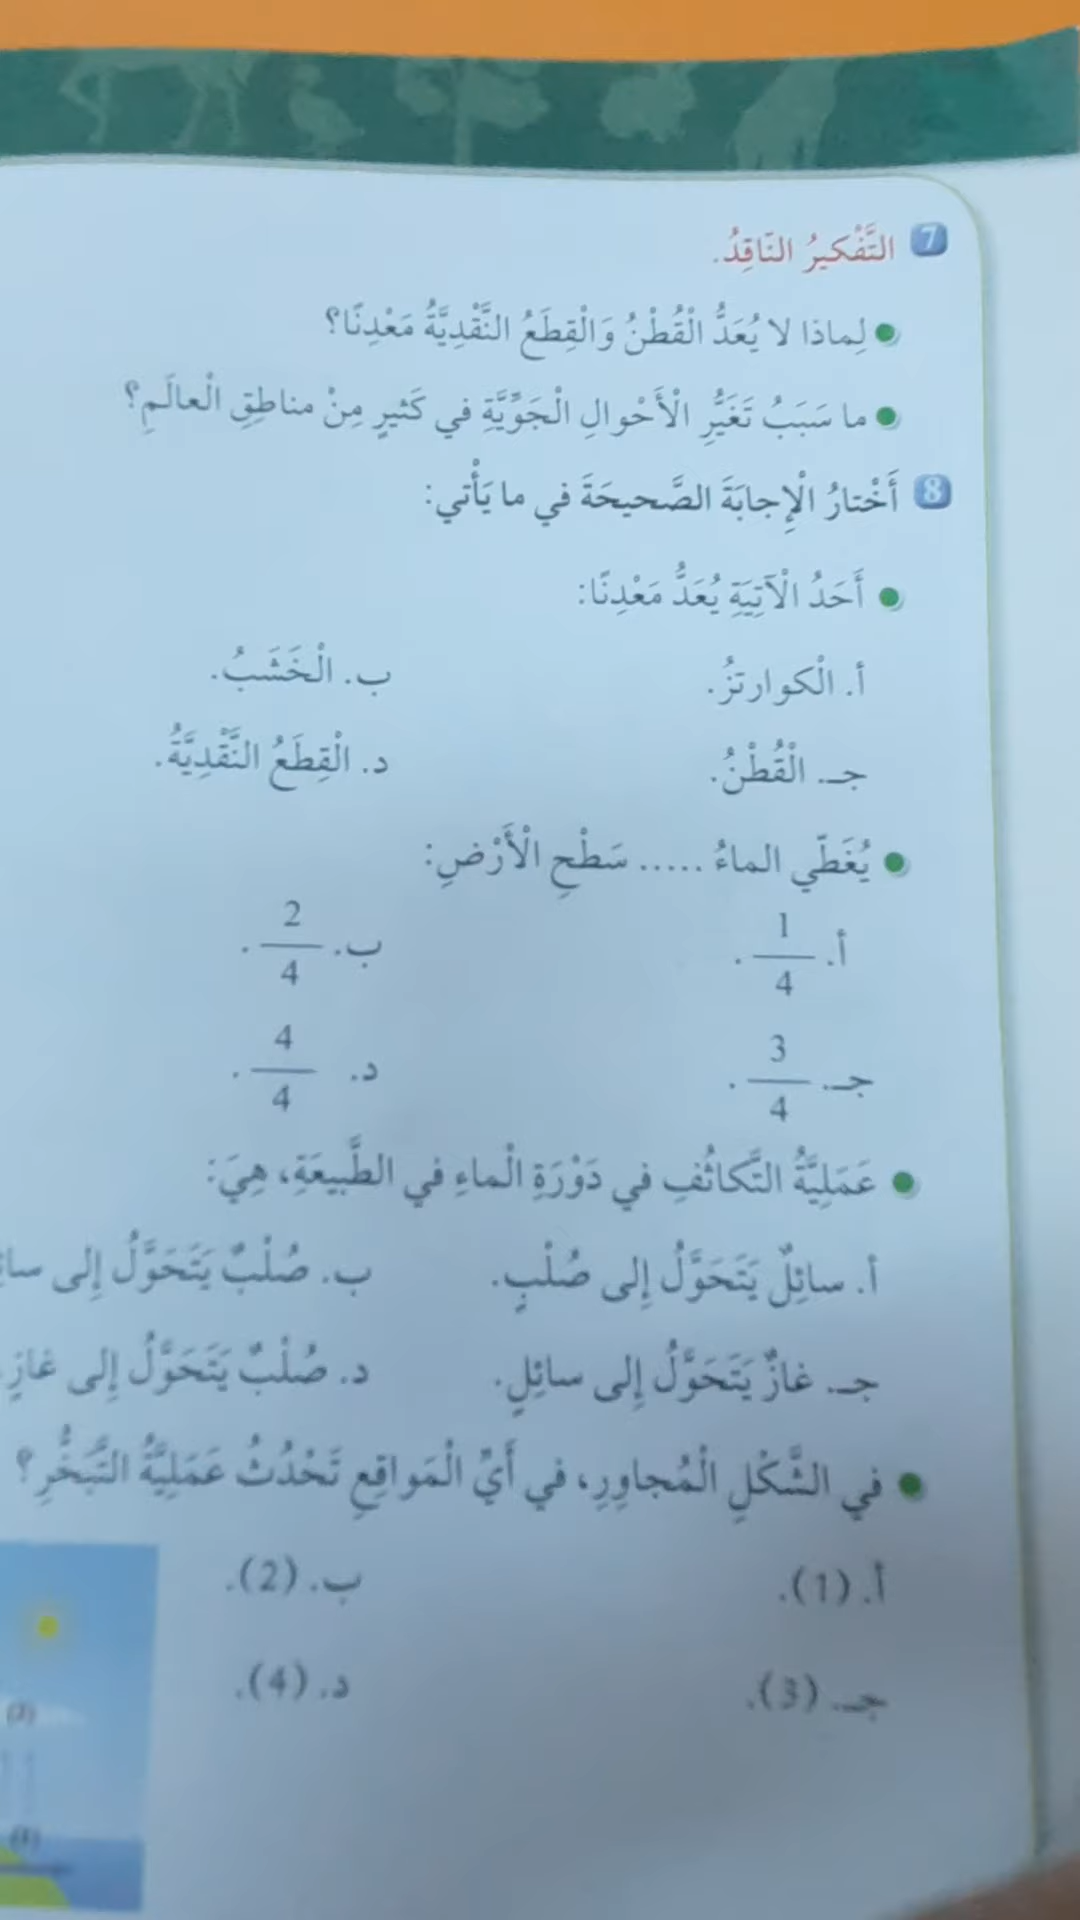 7 التَّفْكيرُ النّاقِدُ.
لِماذا لا يُعَدُّ الْقُطْنُ وَالْقِطَعُ النَّقْدِيَّةُ مَعْدِنًا؟
ما سَبَبُ تَغَيُّرِ الْأَحْوالِ الْجَوِّيَّةِ في كَثيرٍ مِنْ مناطِقِ الْعالَمِ؟
8 أَخْتارُ الْإِجابَةَ الصَّحيحَةَ في ما يَأْتي:
أَحَدُ الْآتِيَةِ يُعَدُّ مَعْدِنًا:
أ. الْكوارتزُ. ب. الْخَشَبُ.
جـ. الْقُطْنُ. د. الْقِطَعُ النَّقْدِيَّةُ.
يُغَطّي الماءُ ..... سَطْحِ الْأَرْضِ:
أ. 1/4 . ب. 2/4 .
جـ. 3/4 . د. 4/4 .
عَمَلِيَّةُ التَّكاثُفِ في دَوْرَةِ الْماءِ في الطَّبيعَةِ، هِيَ:
أ. سائِلٌ يَتَحَوَّلُ إِلى صُلْبٍ. ب. صُلْبٌ يَتَحَوَّلُ إِلى
جـ. غازٌ يَتَحَوَّلُ إِلى سائِلٍ. د. صُلْبٌ يَتَحَوَّلُ إِلى غازٍ
في الشَّكْلِ الْمُجاوِرِ، في أَيِّ الْمَواقِعِ تَحْدُثُ عَمَلِيَّةُ التَّبَخُّرِ؟
أ. (1). ب. (2).
جـ. (3). د. (4).